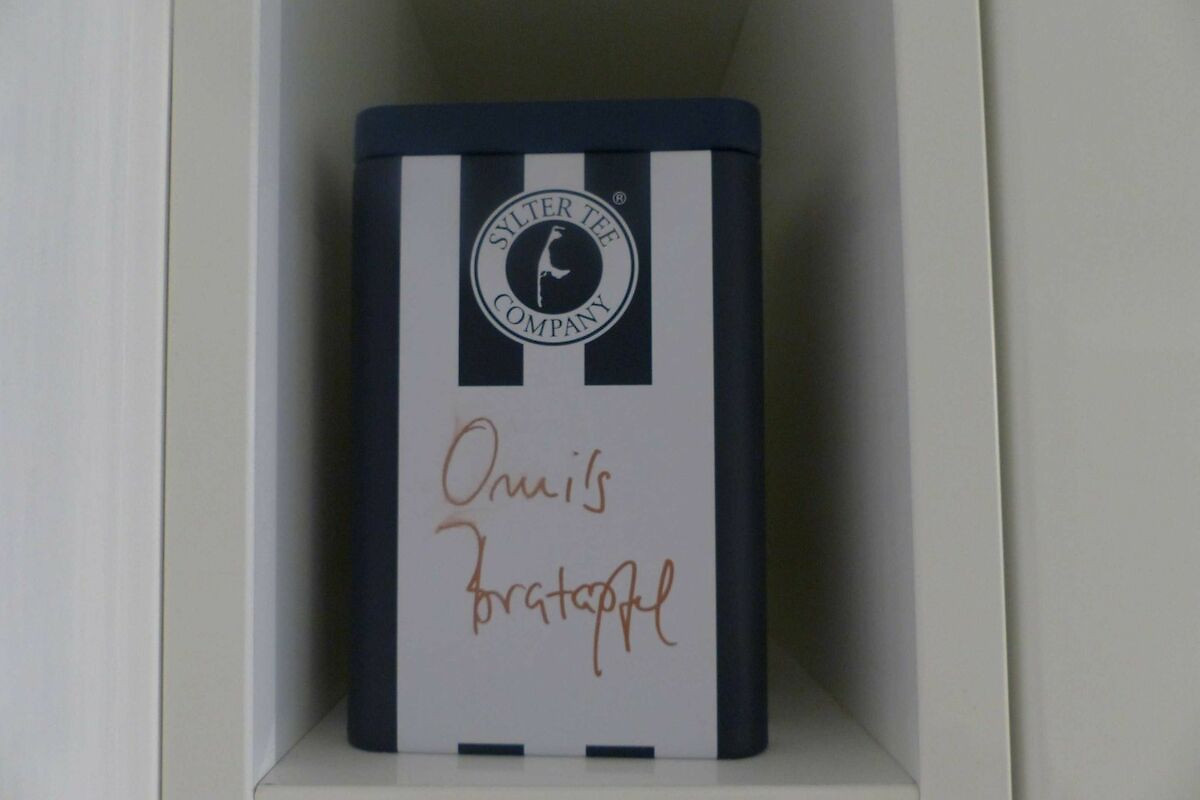 SYLTER TEE
COMPANY
®
Omi's
Bratapfel